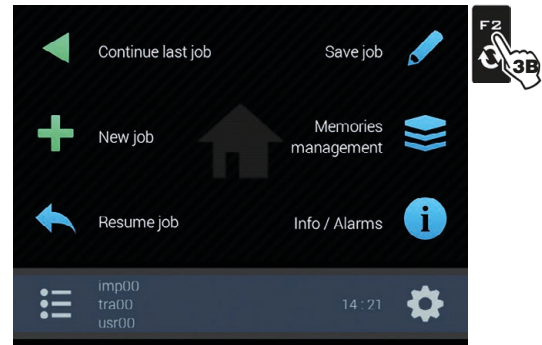 Continue last job
Save job
New job
Memories
management
Resume job
Info / Alarms
imp00
tra00
usr00
14:21
F2
3B